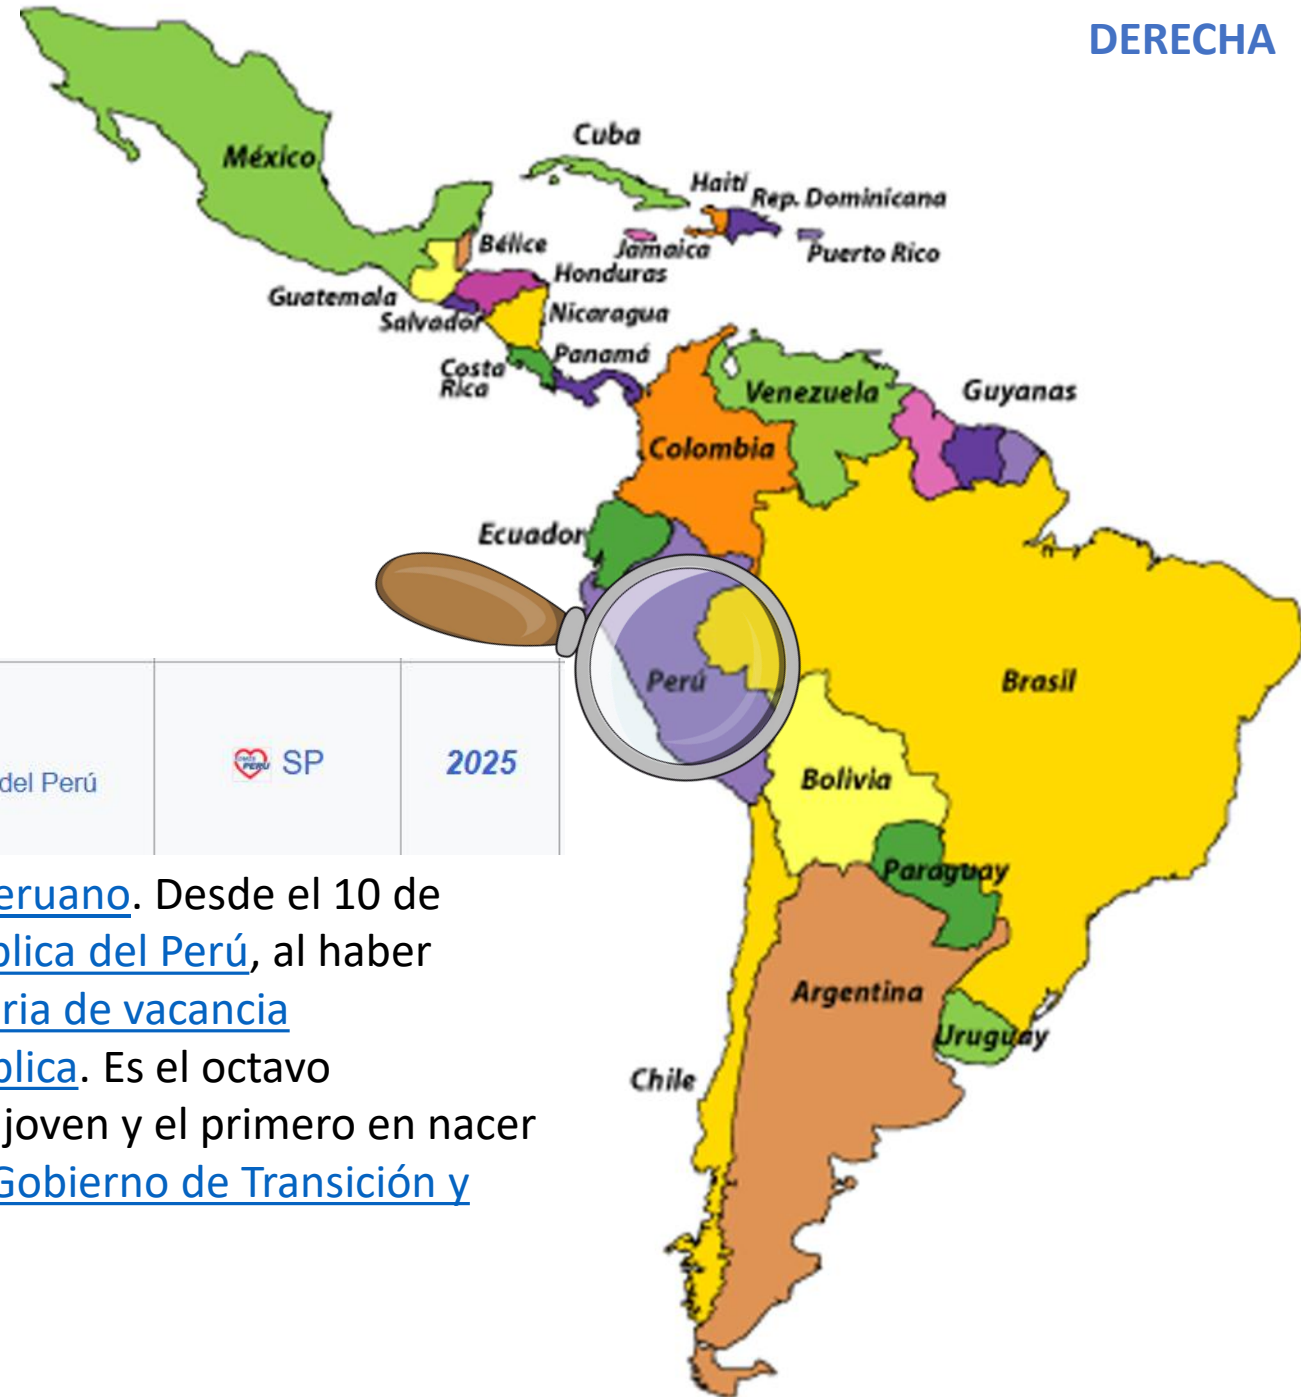 DERECHA
México
Cuba
Haití
Rep. Dominicana
Jamaica
Puerto Rico
Bélice
Honduras
Guatemala
Salvador
Nicaragua
Costa
Rica
Panamá
Venezuela
Guyanas
Colombia
Ecuador
Perú
Brasil
Bolivia
Paraguay
Argentina
Uruguay
Chile
del Perú
PERÚ
SP
2025
eruano. Desde el 10 de
blica del Perú, al haber
ria de vacancia
blica. Es el octavo
joven y el primero en nacer
Gobierno de Transición y